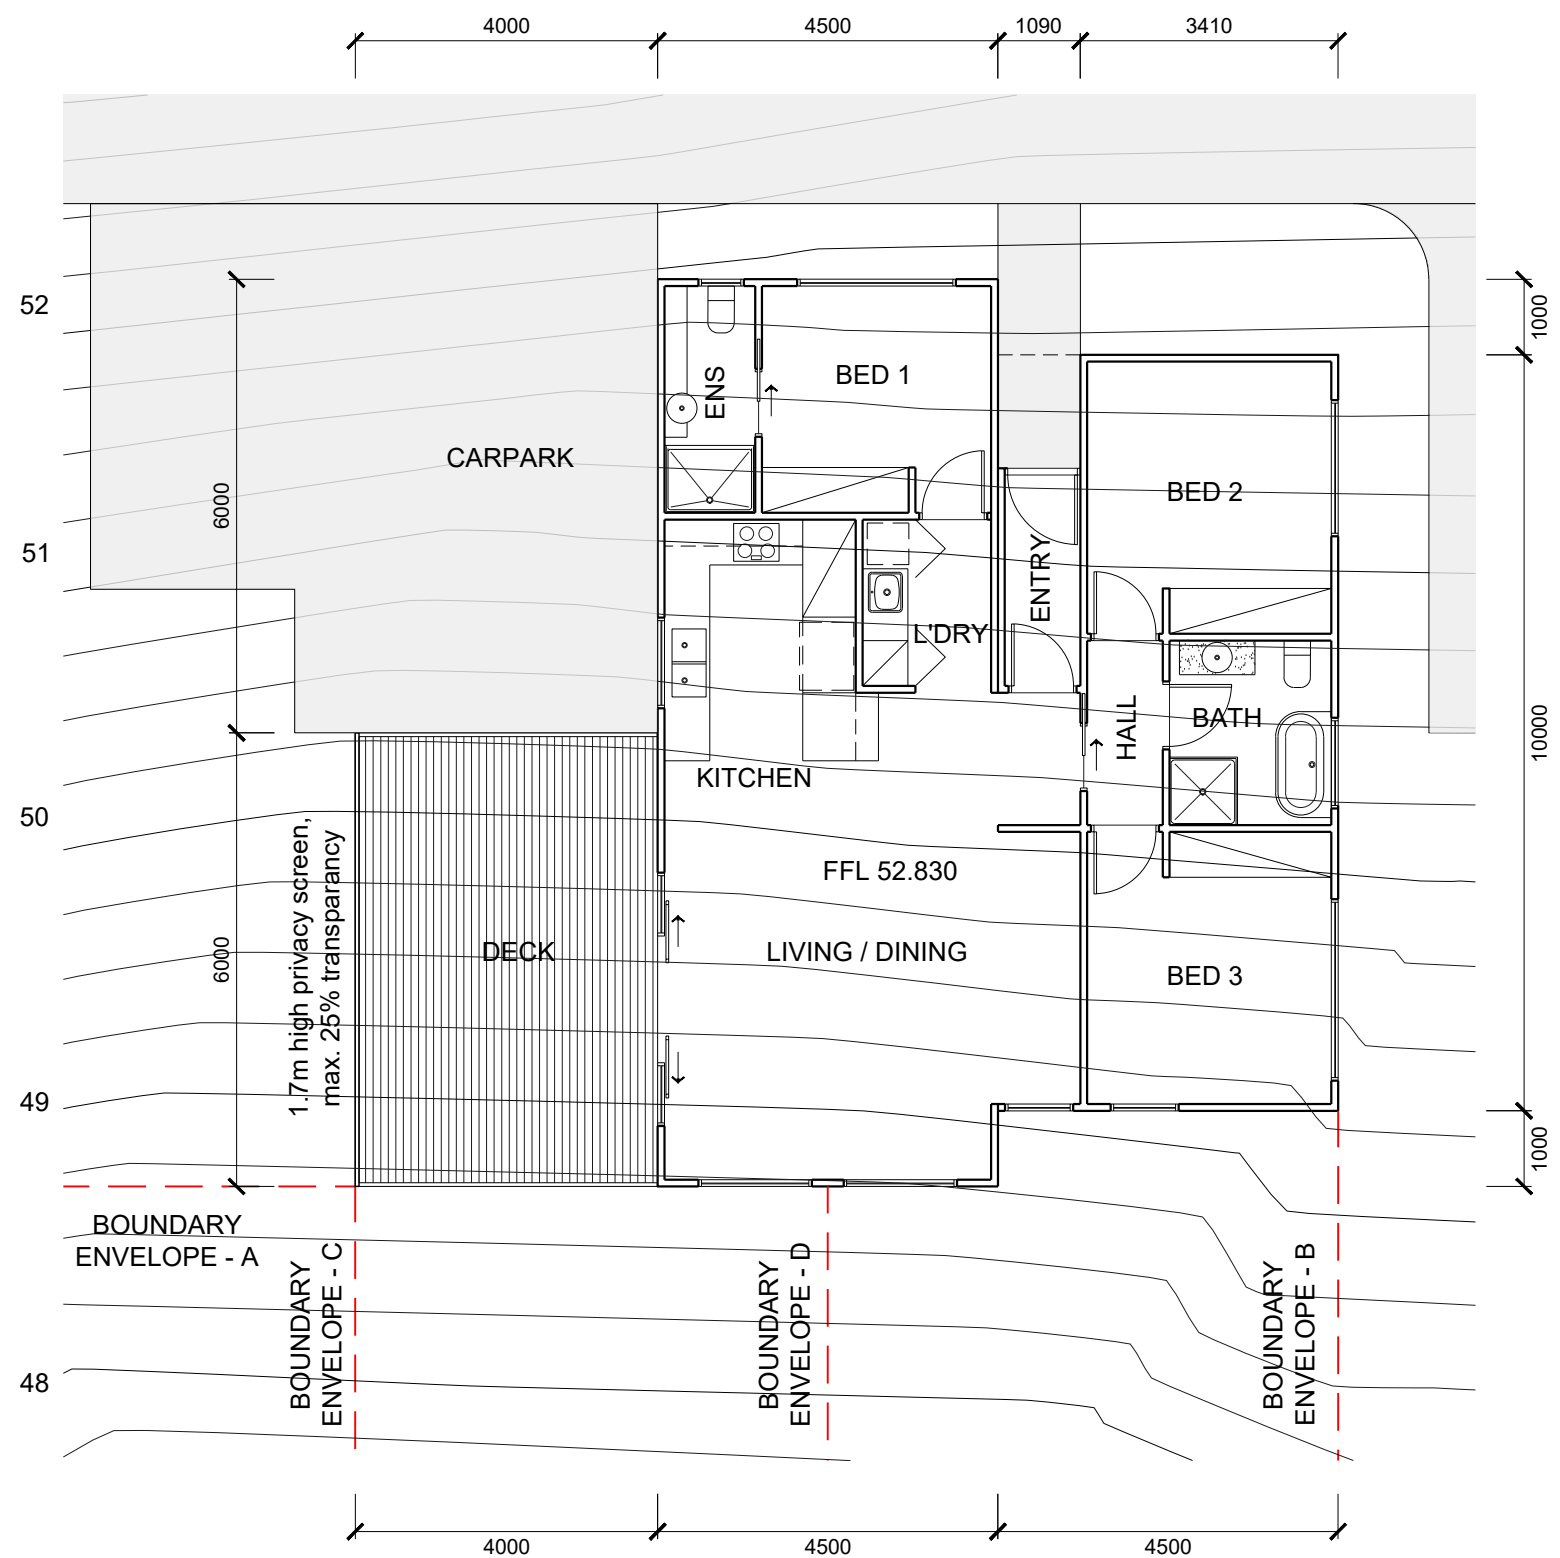 4000
4500
1090
3410
52
51
50
49
48
6000
6000
1000
10000
1000
CARPARK
ENS
BED 1
BED 2
ENTRY
L'DRY
HALL
BATH
KITCHEN
FFL 52.830
LIVING / DINING
DECK
BED 3
1.7m high privacy screen,
max. 25% transparancy
BOUNDARY
ENVELOPE - A
BOUNDARY
ENVELOPE - C
BOUNDARY
ENVELOPE - D
BOUNDARY
ENVELOPE - B
4000
4500
4500